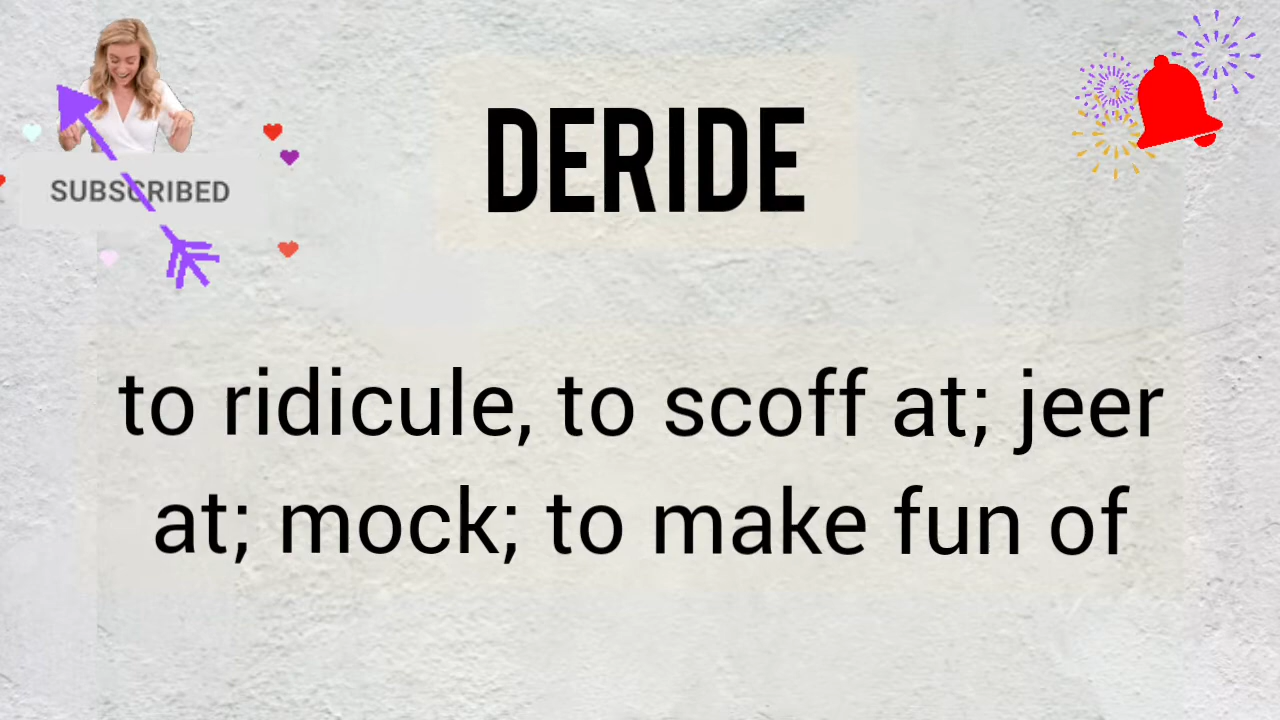 DERIDE
SUBSCRIBED
to ridicule, to scoff at; jeer
at; mock; to make fun of